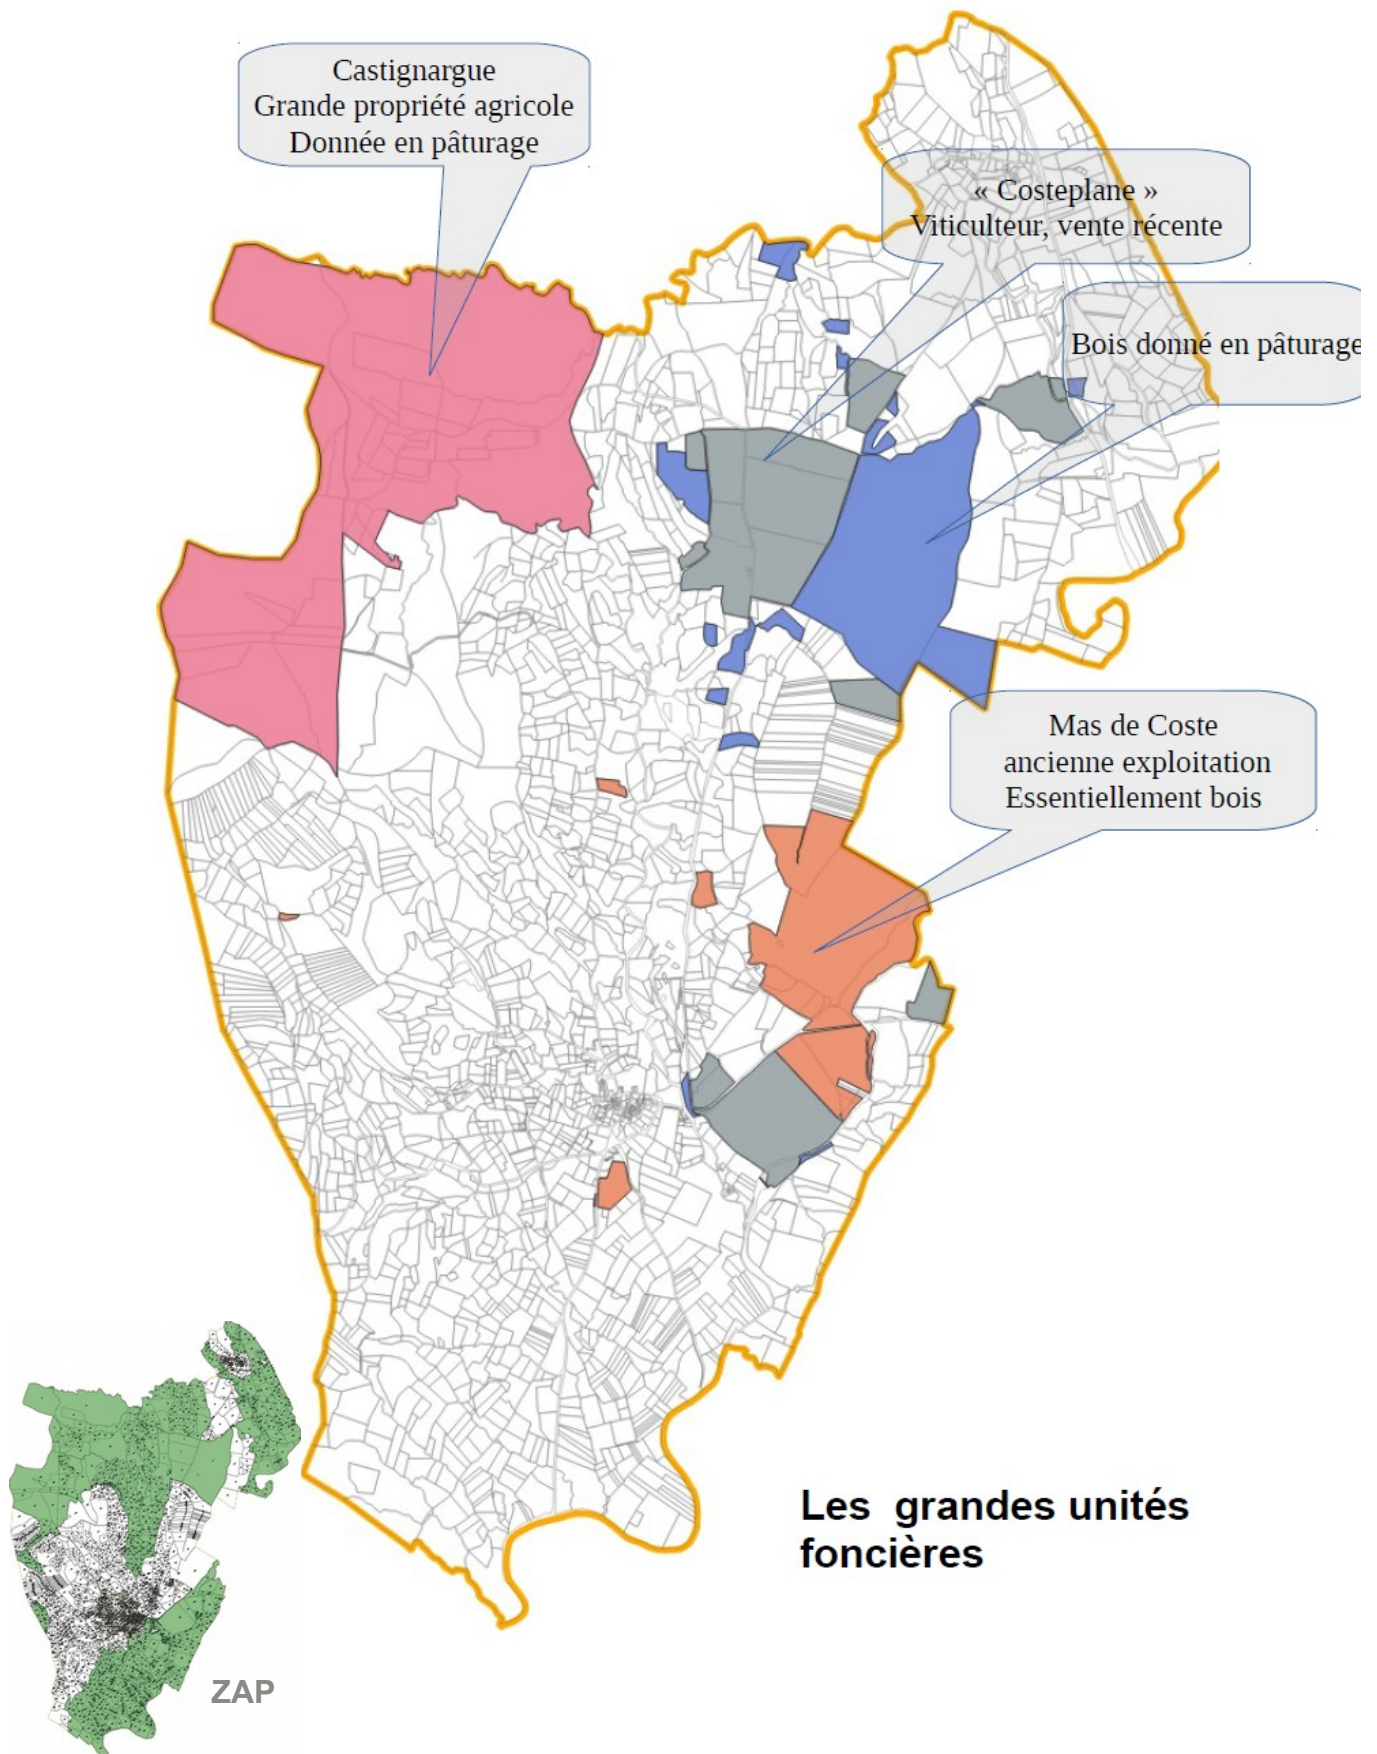 Castignargue
Grande propriété agricole
Donnée en pâturage
« Costeplane »
Viticulteur, vente récente
Bois donné en pâturage
Mas de Coste
ancienne exploitation
Essentiellement bois
Les grandes unités
foncières
ZAP